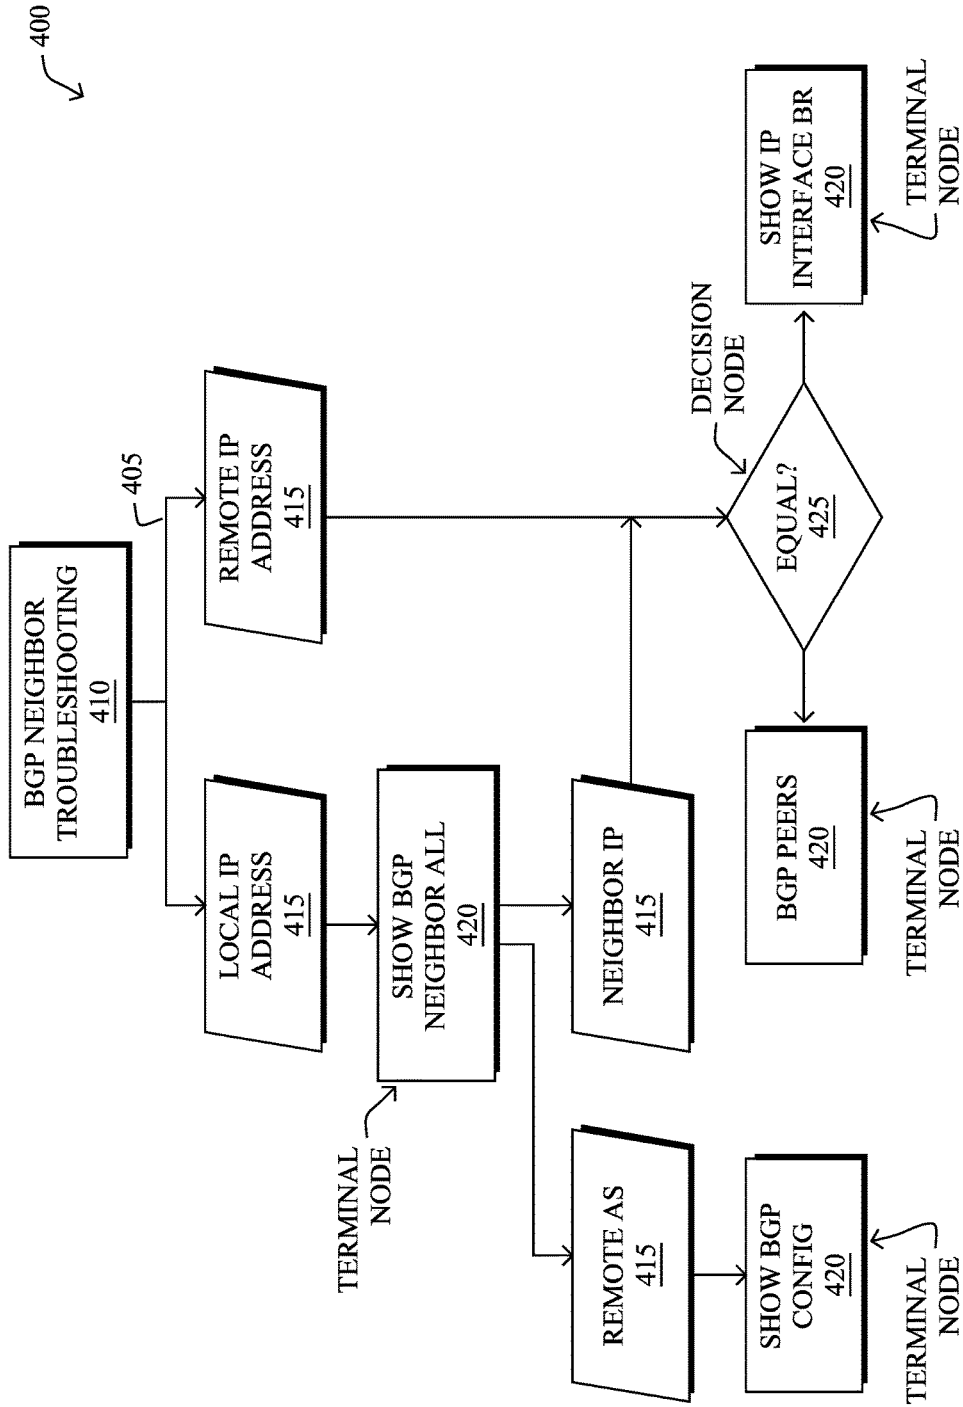 400
BGP NEIGHBOR
TROUBLESHOOTING
410
405
LOCAL IP
ADDRESS
415
REMOTE IP
ADDRESS
415
TERMINAL
NODE
SHOW BGP
NEIGHBOR ALL
420
REMOTE AS
415
NEIGHBOR IP
415
DECISION
NODE
SHOW BGP
CONFIG
420
BGP PEERS
420
EQUAL?
425
SHOW IP
INTERFACE BR
420
TERMINAL
NODE
TERMINAL
NODE
TERMINAL
NODE